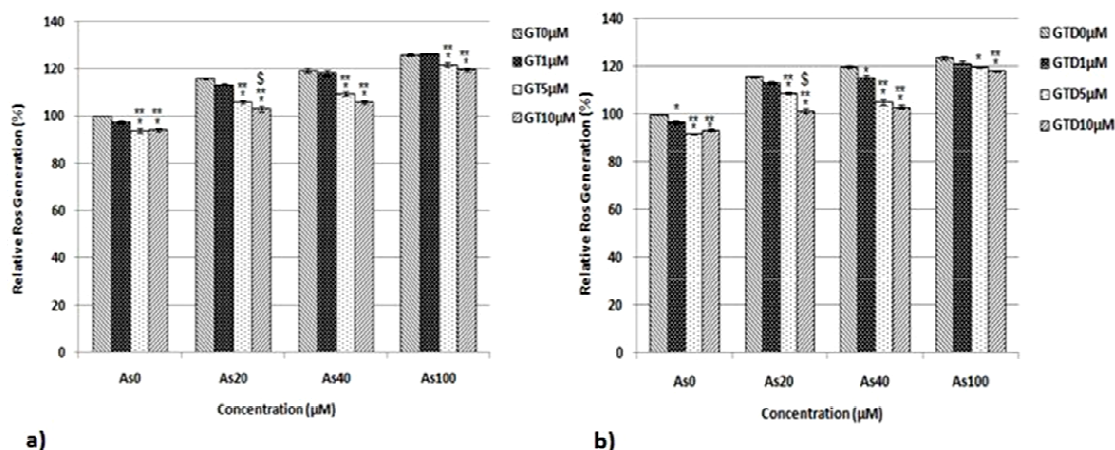 140
120
100
80
60
40
20
0
Relative Ros Generation (%)
** ** * *
$ ** ** * *
** ** * *
** ** * *
As0 As20 As40 As100
Concentration (µM)
GT0µM
GT1µM
GT5µM
GT10µM
a)
140
120
100
80
60
40
20
0
Relative Ros Generation (%)
* ** ** * *
$ ** ** * *
* ** ** * *
* ** *
As0 As20 As40 As100
Concentration (µM)
GTD0µM
GTD1µM
GTD5µM
GTD10µM
b)